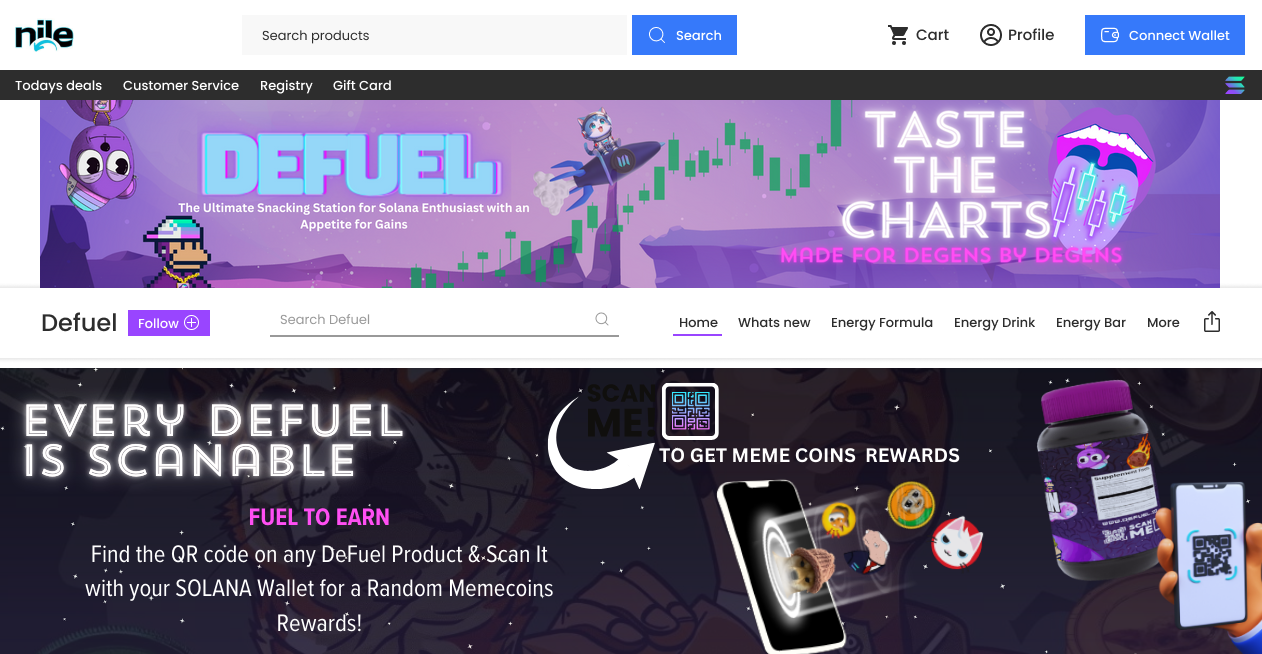 nile
Search products
Search
Cart
Profile
Connect Wallet
Todays deals
Customer Service
Registry
Gift Card
DEFUEL
The Ultimate Snacking Station for Solana Enthusiast with an
Appetite for Gains
TASTE
THE
CHARTS
MADE FOR DEGENS BY DEGENS
Defuel
Follow
Search Defuel
Home
Whats new
Energy Formula
Energy Drink
Energy Bar
More
EVERY DEFUEL
IS SCANABLE
SCAN
ME!
TO GET MEME COINS REWARDS
FUEL TO EARN
Find the QR code on any DeFuel Product & Scan It
with your SOLANA Wallet for a Random Memecoins
Rewards!
Supplement Facts
SCAN
ME!